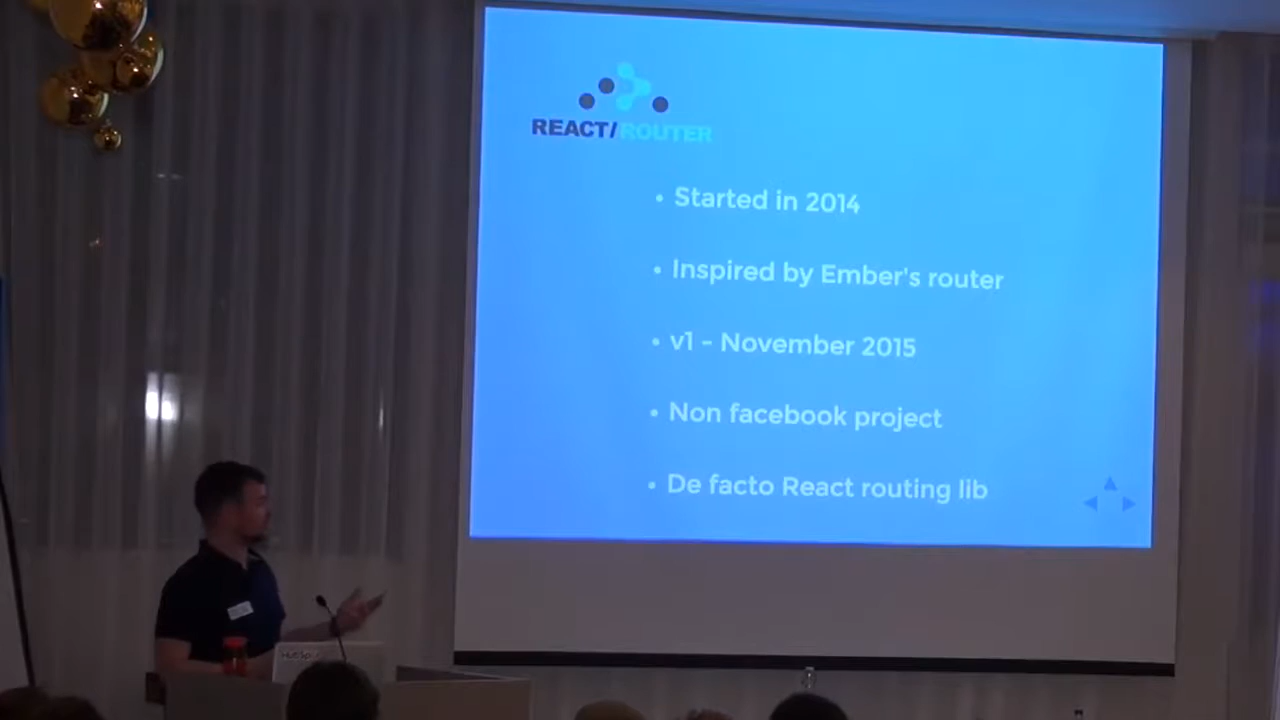 REACT/ROUTER
• Started in 2014
• Inspired by Ember's router
• v1 - November 2015
• Non facebook project
• De facto React routing lib
HubSpot